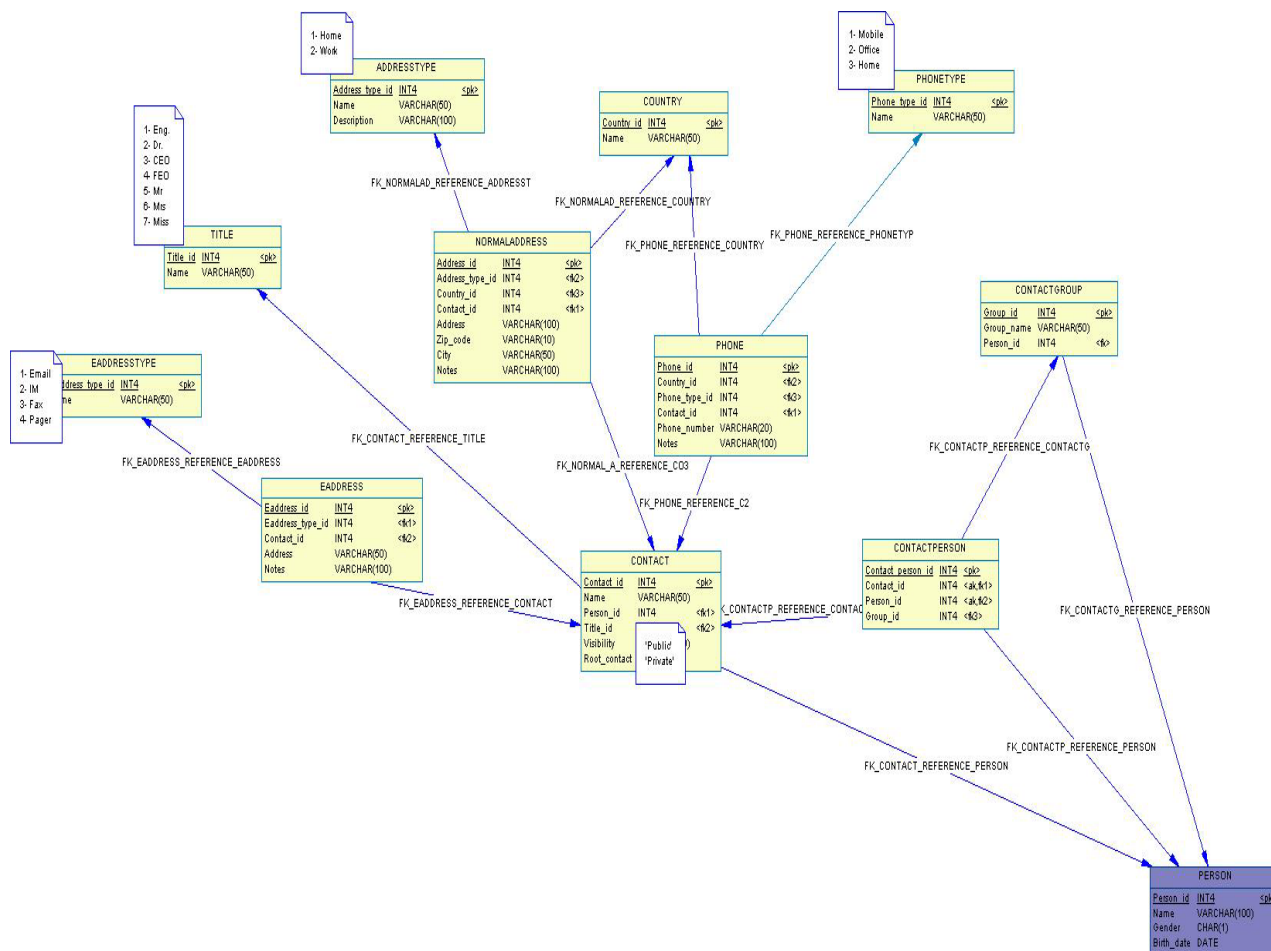 1- Home
2- Work
ADDRESSTYPE
Address_type_id INT4 <pk>
Name VARCHAR(50)
Description VARCHAR(100)
1- Mobile
2- Office
3- Home
PHONETYPE
Phone_type_id INT4 <pk>
Name VARCHAR(50)
COUNTRY
Country_id INT4 <pk>
Name VARCHAR(50)
1- Eng.
2- Dr.
3- CEO
4- FEO
5- Mr
6- Mrs
7- Miss
TITLE
Title_id INT4 <pk>
Name VARCHAR(50)
FK_NORMALAD_REFERENCE_ADDRESST
FK_NORMALAD_REFERENCE_COUNTRY
FK_PHONE_REFERENCE_COUNTRY
FK_PHONE_REFERENCE_PHONETYP
NORMALADDRESS
Address_id INT4 <pk>
Address_type_id INT4 <fk2>
Country_id INT4 <fk3>
Contact_id INT4 <fk1>
Address VARCHAR(100)
Zip_code VARCHAR(10)
City VARCHAR(50)
Notes VARCHAR(100)
CONTACTGROUP
Group_id INT4 <pk>
Group_name VARCHAR(50)
Person_id INT4 <fk>
PHONE
Phone_id INT4 <pk>
Country_id INT4 <fk2>
Phone_type_id INT4 <fk3>
Contact_id INT4 <fk1>
Phone_number VARCHAR(20)
Notes VARCHAR(100)
1- Email
2- IM
3- Fax
4- Pager
EADDRESSTYPE
ddress_type_id INT4 <pk>
me VARCHAR(50)
FK_CONTACT_REFERENCE_TITLE
FK_EADDRESS_REFERENCE_EADDRESS
FK_NORMAL_A_REFERENCE_CO3
FK_PHONE_REFERENCE_C2
FK_CONTACTP_REFERENCE_CONTACTG
EADDRESS
Eaddress_id INT4 <pk>
Eaddress_type_id INT4 <fk1>
Contact_id INT4 <fk2>
Address VARCHAR(50)
Notes VARCHAR(100)
CONTACT
Contact_id INT4 <pk>
Name VARCHAR(50)
Person_id INT4 <fk1>
Title_id <fk2>
Visibility 0)
Root_contact
'Public'
'Private'
CONTACTPERSON
Contact_person_id INT4 <pk>
Contact_id INT4 <ak,fk1>
Person_id INT4 <ak,fk2>
Group_id INT4 <fk3>
FK_EADDRESS_REFERENCE_CONTACT
K_CONTACTP_REFERENCE_CONTAC
FK_CONTACTG_REFERENCE_PERSON
FK_CONTACTP_REFERENCE_PERSON
FK_CONTACT_REFERENCE_PERSON
PERSON
Person_id INT4 <pk
Name VARCHAR(100)
Gender CHAR(1)
Birth_date DATE